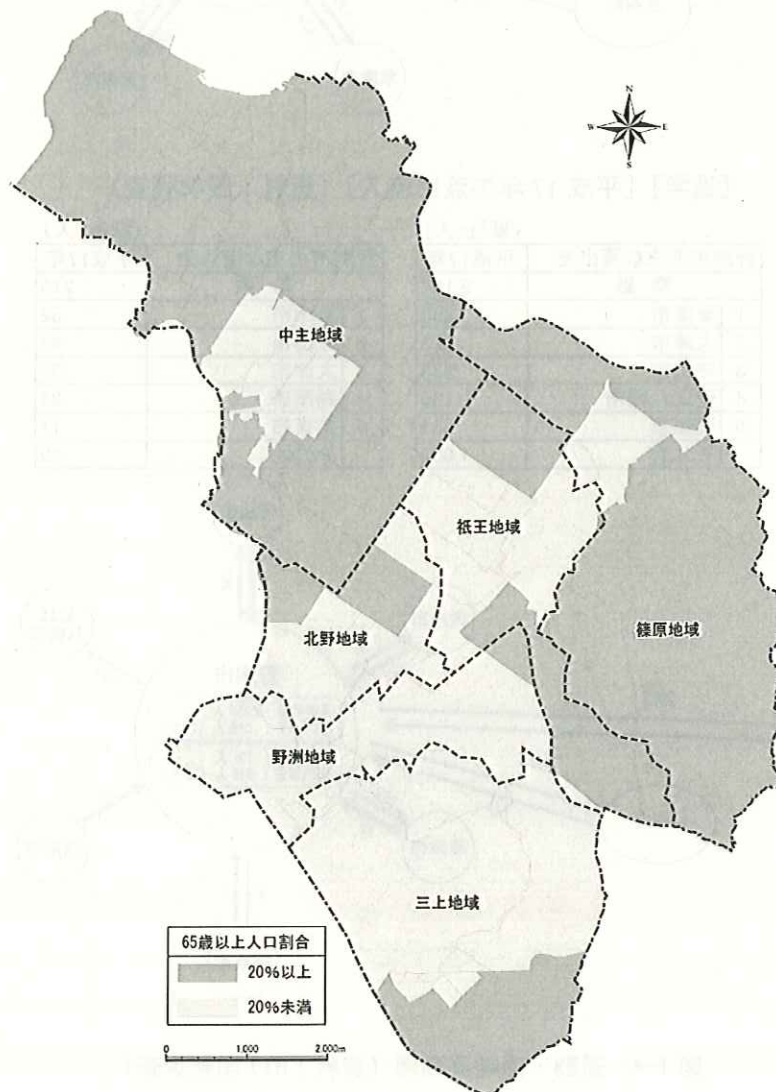 N
W
E
S
中主地域
祇王地域
篠原地域
北野地域
野洲地域
三上地域
65歳以上人口割合
20%以上
20%未満
0 1,000 2,000m